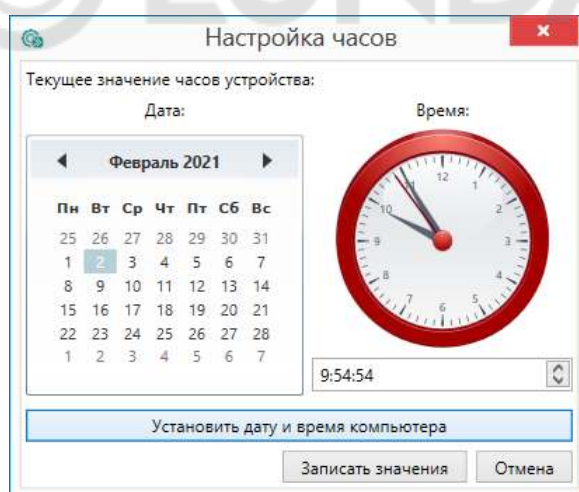 Настройка часов
Текущее значение часов устройства:
Дата: Время:
Февраль 2021
Пн Вт Ср Чт Пт Сб Вс
25 26 27 28 29 30 31
1 2 3 4 5 6 7
8 9 10 11 12 13 14
15 16 17 18 19 20 21
22 23 24 25 26 27 28
1 2 3 4 5 6 7
12 1 2 3 4 5 6 7 8 9 10 11
9:54:54
Установить дату и время компьютера
Записать значения Отмена